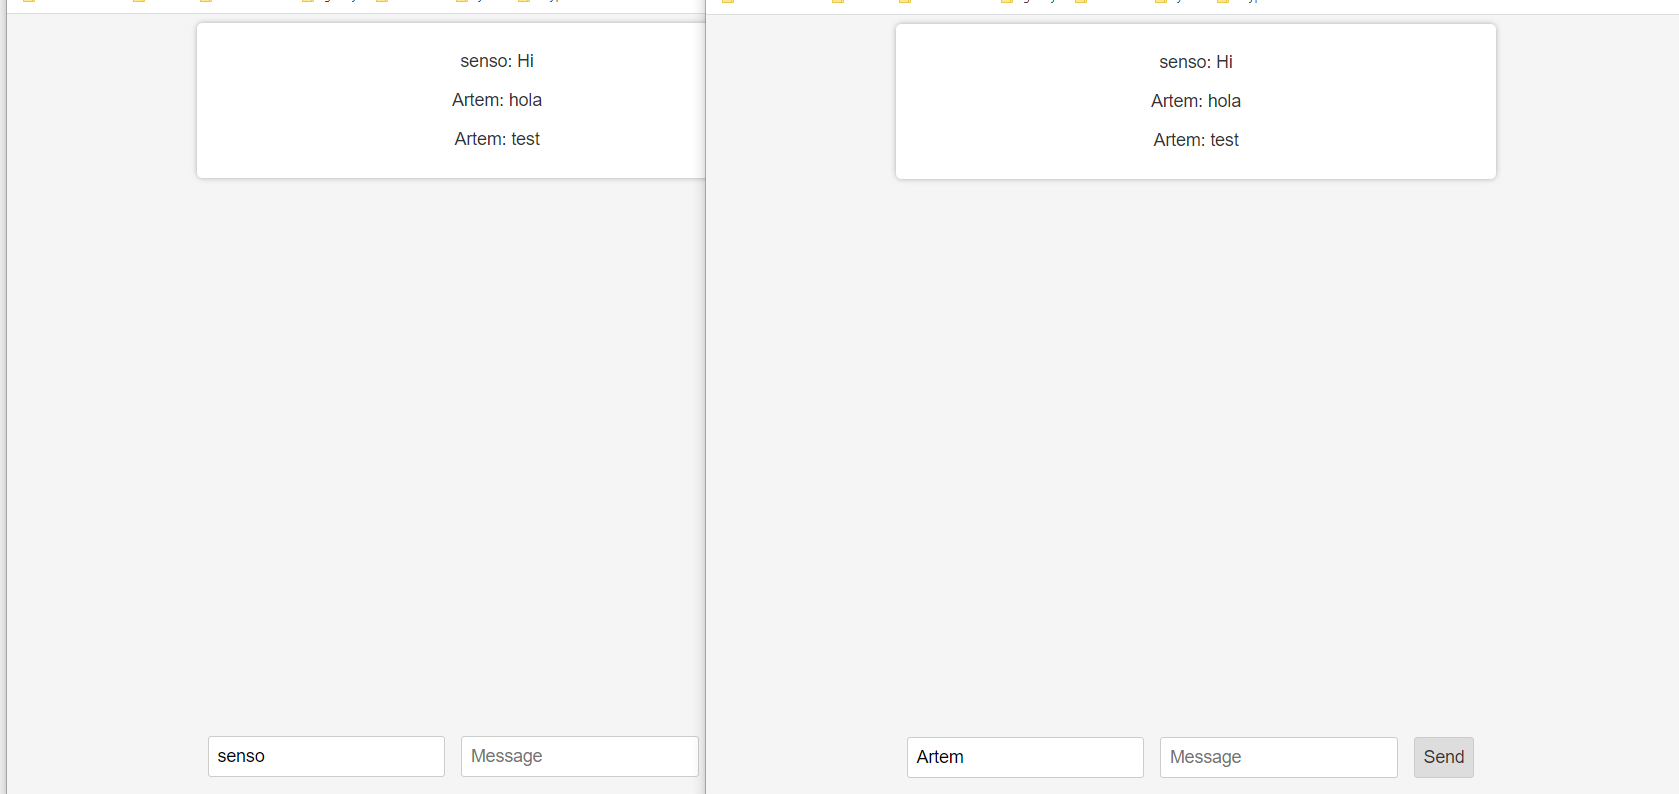 senso: Hi
Artem: hola
Artem: test
senso
Message
senso: Hi
Artem: hola
Artem: test
Artem
Message
Send